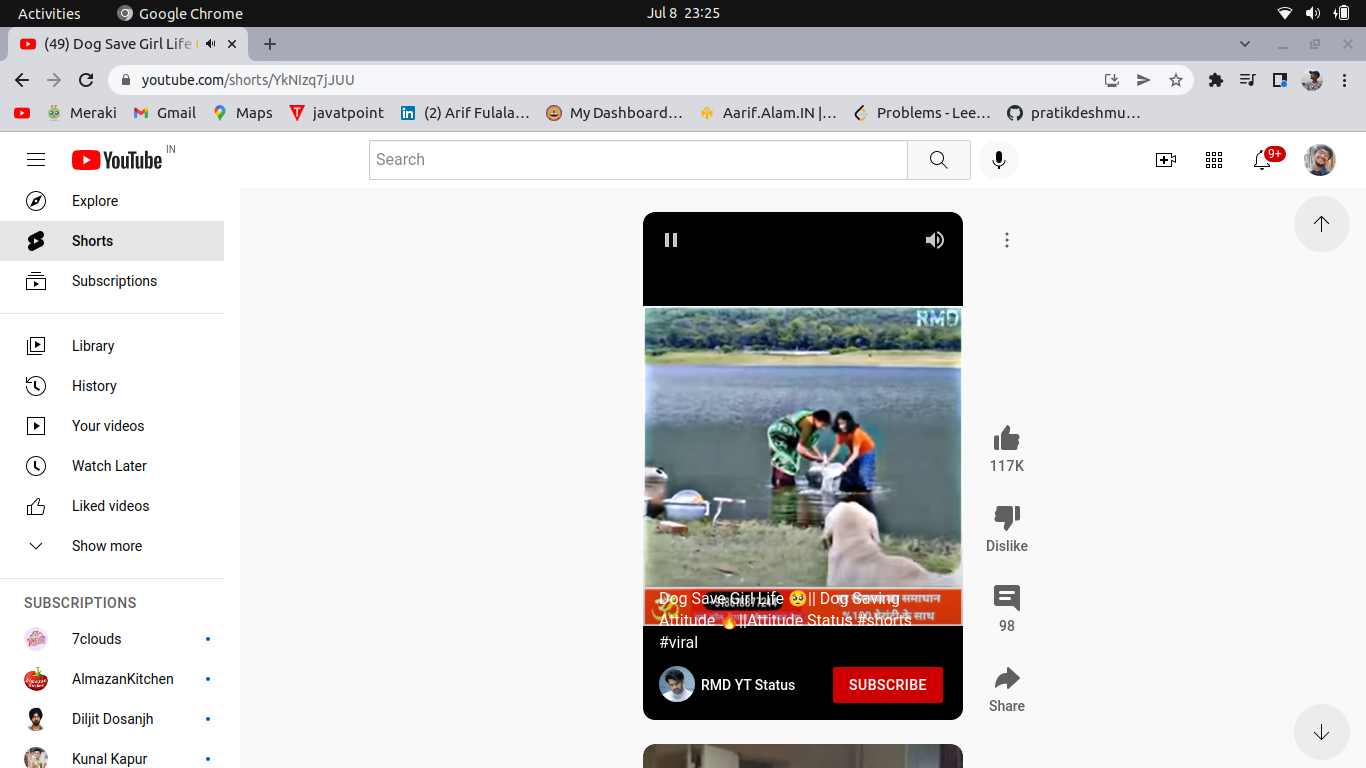 Activities
Google Chrome
Jul 8 23:25
(49) Dog Save Girl Life
youtube.com/shorts/YkNIzq7jJUU
Meraki
Gmail
Maps
javatpoint
(2) Arif Fulala…
My Dashboard…
Aarif.Alam.IN |…
Problems - Lee…
pratikdeshmu…
YouTube IN
Search
9+
Explore
Shorts
Subscriptions
Library
History
Your videos
Watch Later
Liked videos
Show more
SUBSCRIPTIONS
7clouds
AlmazanKitchen
Diljit Dosanjh
Kunal Kapur
RMD
117K
Dislike
98
Share
ॐ
समाधान
%100 गेरंटी के साथ
Dog Save Girl Life 🥺|| Dog Saving
Attitude 🔥||Attitude Status #shorts
#viral
RMD YT Status
SUBSCRIBE